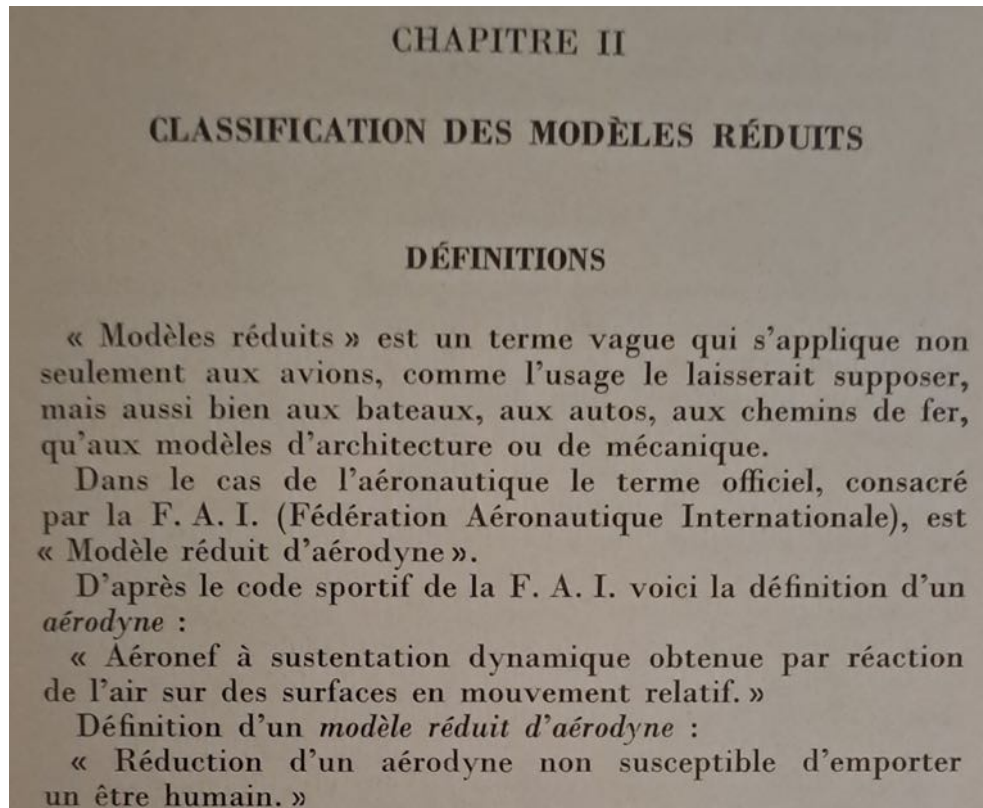 CHAPITRE II
CLASSIFICATION DES MODÈLES RÉDUITS
DÉFINITIONS
« Modèles réduits » est un terme vague qui s’applique non
seulement aux avions, comme l’usage le laisserait supposer,
mais aussi bien aux bateaux, aux autos, aux chemins de fer,
qu’aux modèles d’architecture ou de mécanique.
Dans le cas de l’aéronautique le terme officiel, consacré
par la F. A. I. (Fédération Aéronautique Internationale), est
« Modèle réduit d’aérodyne ».
D’après le code sportif de la F. A. I. voici la définition d’un
aérodyne :
« Aéronef à sustentation dynamique obtenue par réaction
de l’air sur des surfaces en mouvement relatif. »
Définition d’un modèle réduit d’aérodyne :
« Réduction d’un aérodyne non susceptible d’emporter
un être humain. »